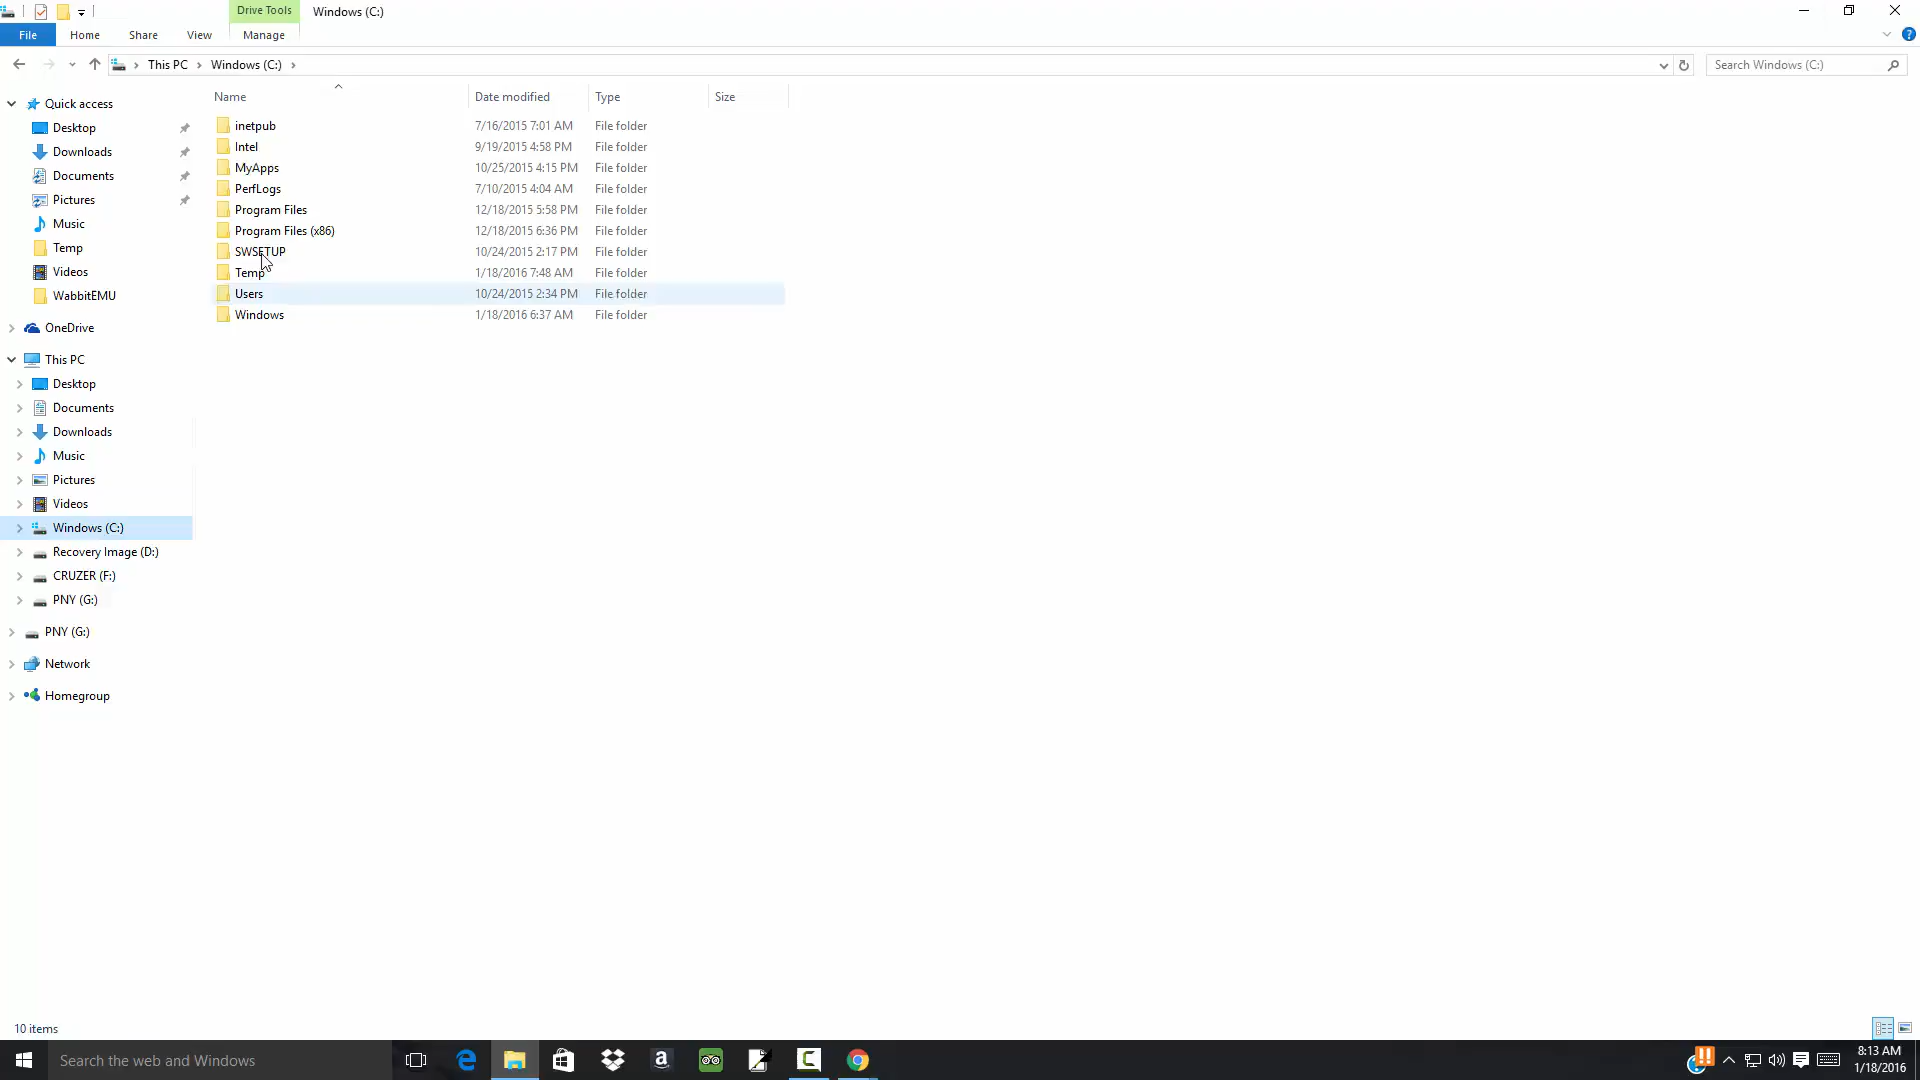 Drive Tools
Windows (C:)
File
Home
Share
View
Manage
This PC
Windows (C:)
Search Windows (C:)
Name
Date modified
Type
Size
Quick access
Desktop
Downloads
Documents
Pictures
Music
Temp
Videos
WabbitEMU
OneDrive
This PC
Desktop
Documents
Downloads
Music
Pictures
Videos
Windows (C:)
Recovery Image (D:)
CRUZER (F:)
PNY (G:)
PNY (G:)
Network
Homegroup
inetpub 7/16/2015 7:01 AM File folder
Intel 9/19/2015 4:58 PM File folder
MyApps 10/25/2015 4:15 PM File folder
PerfLogs 7/10/2015 4:04 AM File folder
Program Files 12/18/2015 5:58 PM File folder
Program Files (x86) 12/18/2015 6:36 PM File folder
SWSETUP 10/24/2015 2:17 PM File folder
Temp 1/18/2016 7:48 AM File folder
Users 10/24/2015 2:34 PM File folder
Windows 1/18/2016 6:37 AM File folder
10 items
Search the web and Windows
8:13 AM
1/18/2016